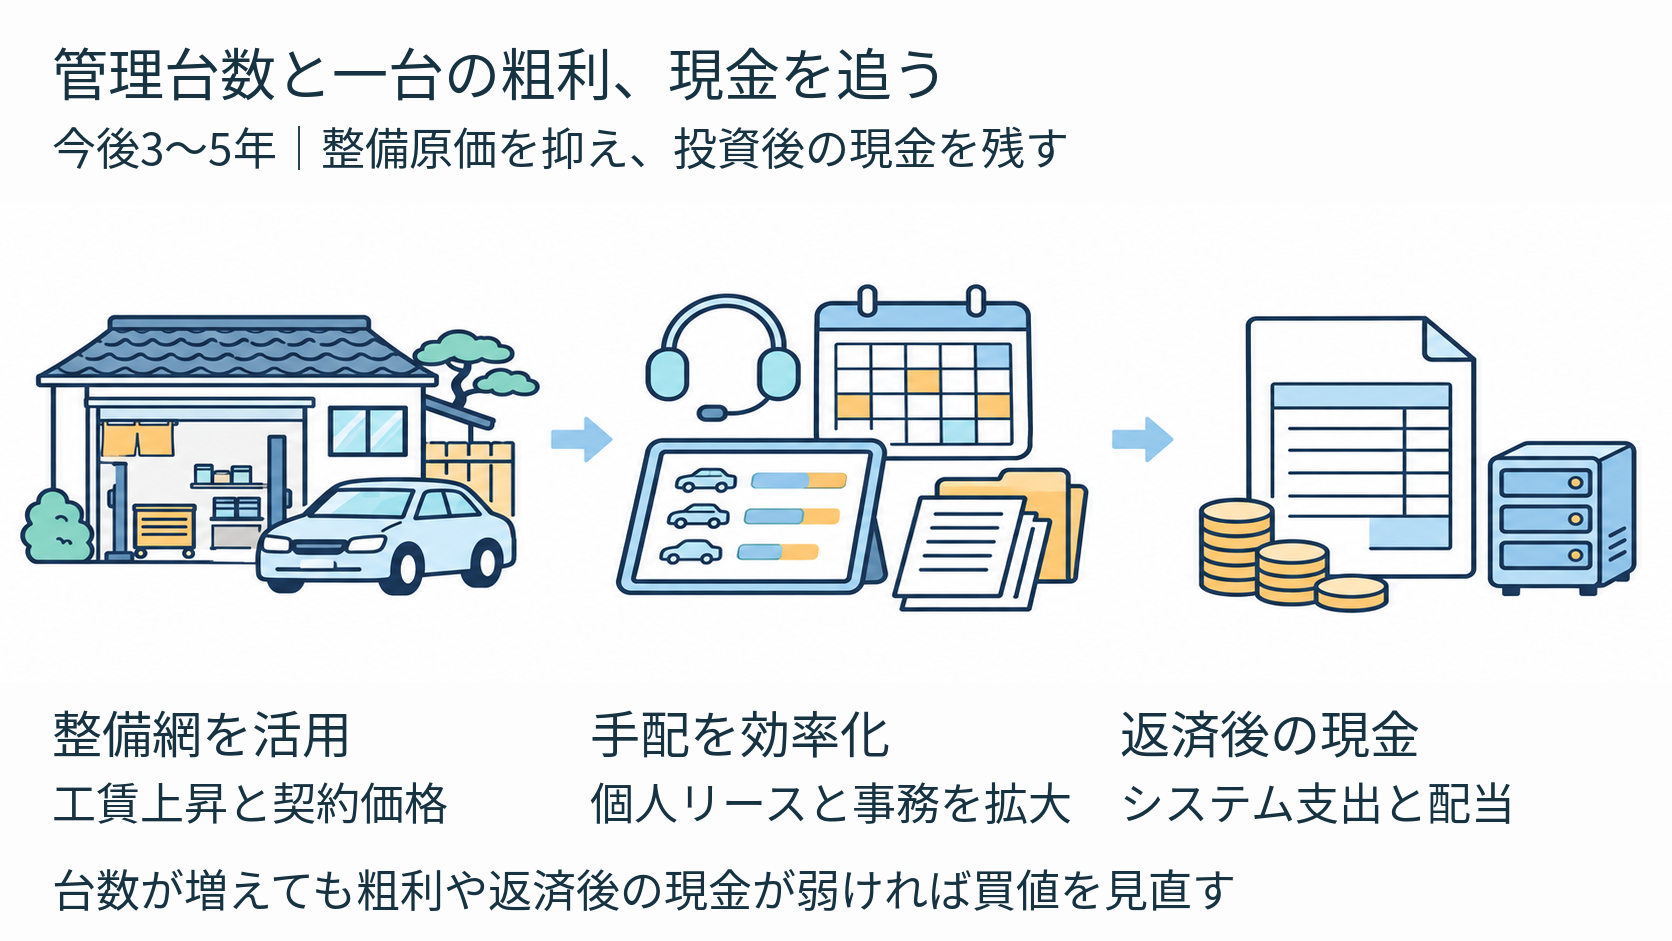 管理台数と一台の粗利、現金を追う
今後3〜5年｜整備原価を抑え、投資後の現金を残す
整備網を活用
工賃上昇と契約価格
手配を効率化
個人リースと事務を拡大
返済後の現金
システム支出と配当
台数が増えても粗利や返済後の現金が弱ければ買値を見直す